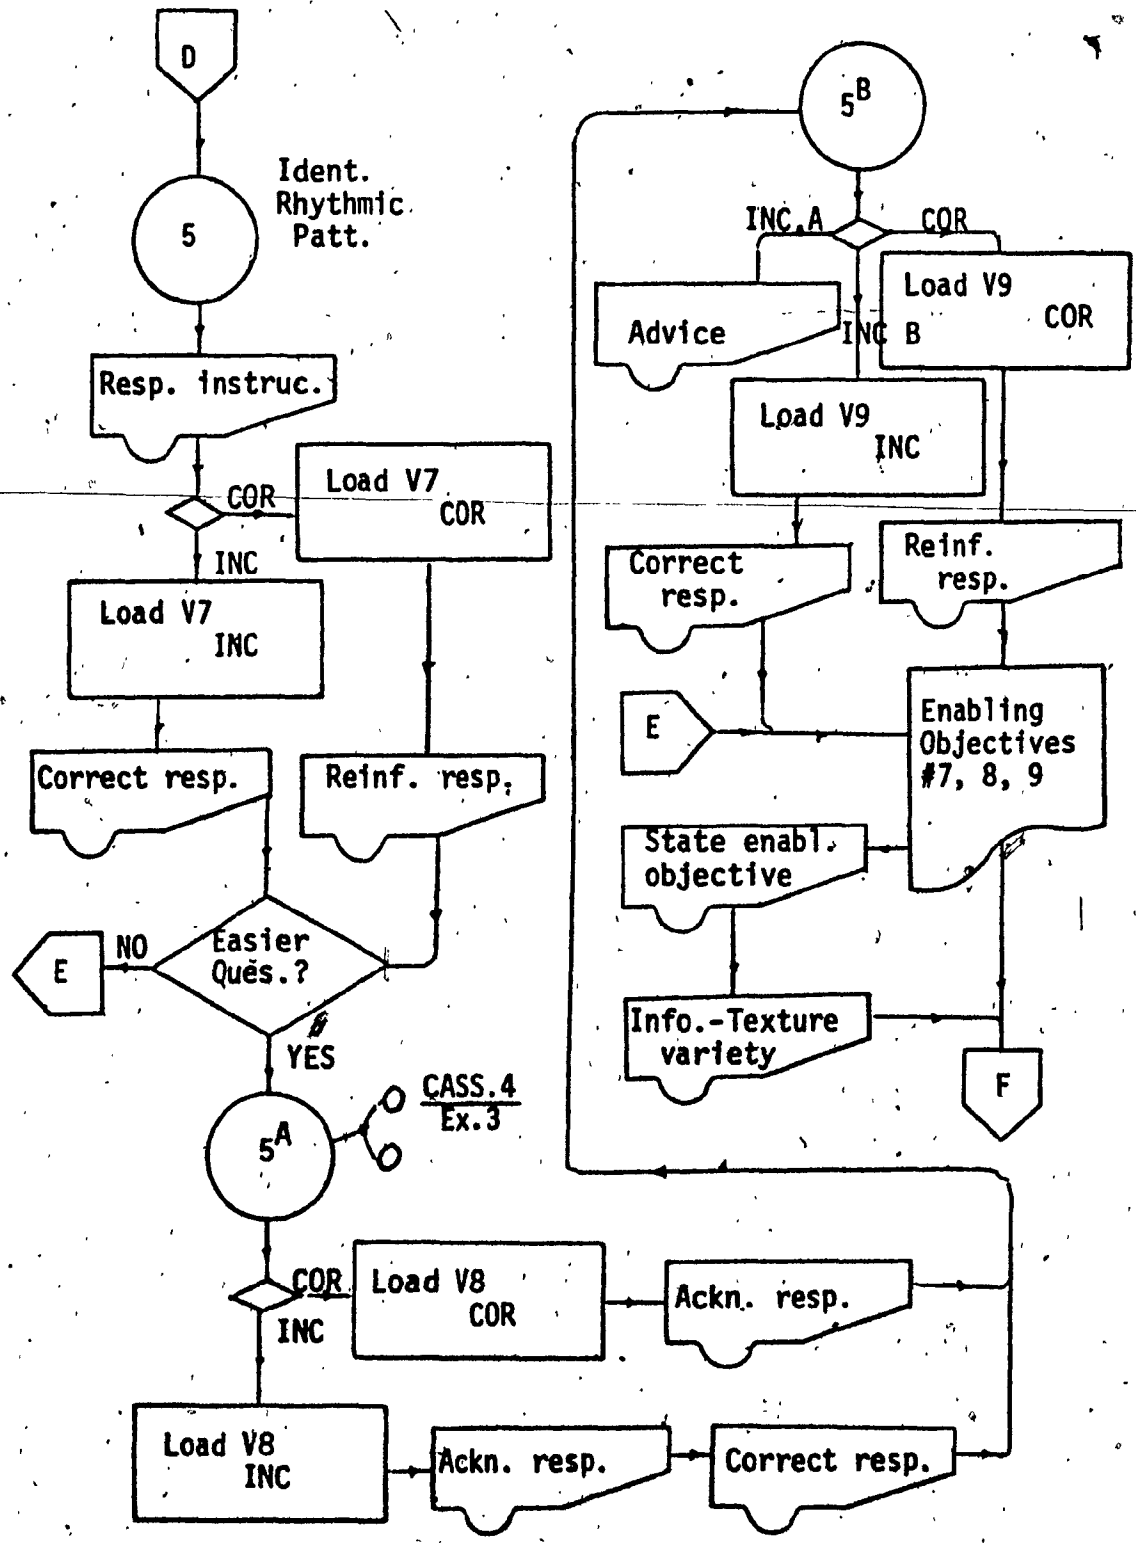 D
5
Ident.
Rhythmic
Patt.
Resp. instruc.
COR
Load V7
COR
INC
Load V7
INC
Correct resp.
Reinf. resp.
Easier
Ques.?
NO
E
YES
5A
CASS.4
Ex.3
COR
Load V8
COR
Ackn. resp.
INC
Load V8
INC
Ackn. resp.
Correct resp.
5B
INC.A
COR
Load V9
COR
Advice
INC B
Load V9
INC
Correct
resp.
Reinf.
resp.
E
Enabling
Objectives
#7, 8, 9
State enabl.
objective
Info.-Texture
variety
F